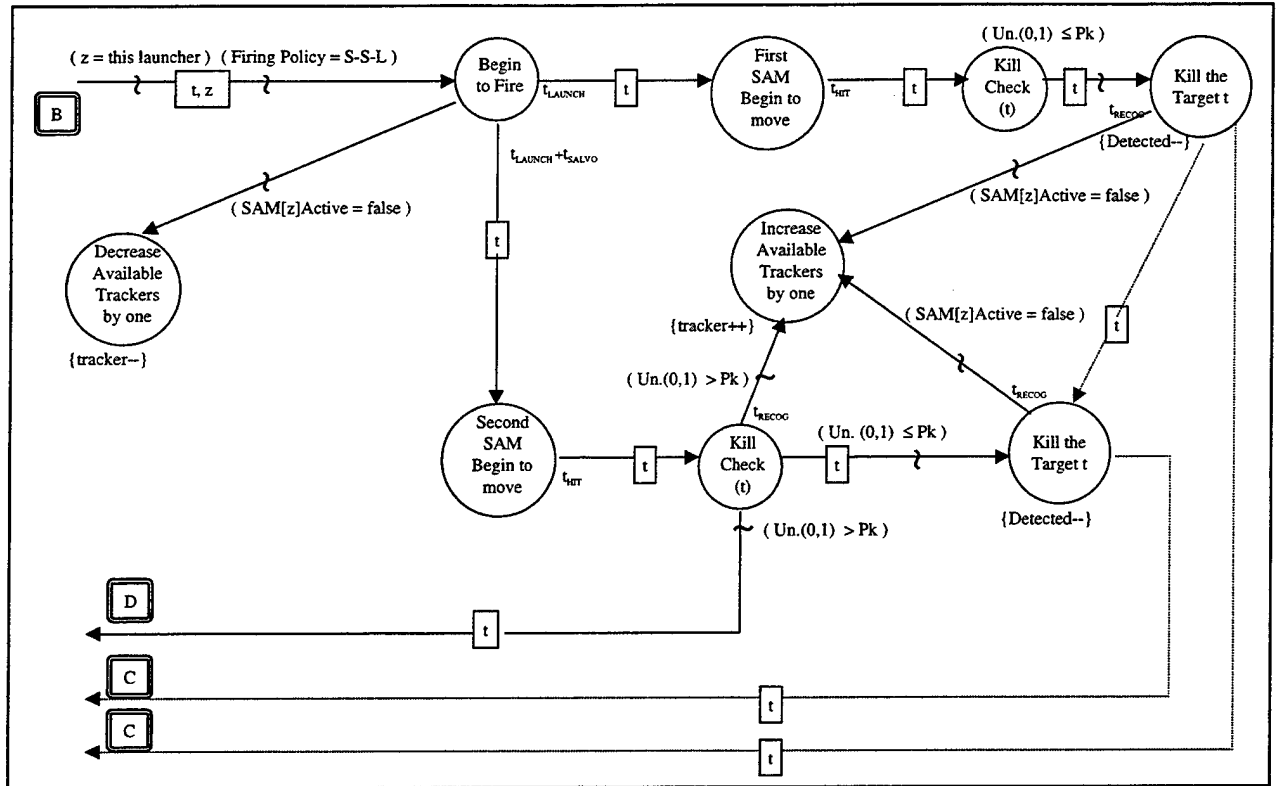 ( z = this launcher ) ( Firing Policy = S-S-L )
t, z
B
Begin
to Fire
tLAUNCH
t
First
SAM
Begin to
move
tHIT
t
( Un.(0,1) ≤ Pk )
Kill
Check
(t)
t
Kill the
Target t
tRECOG
{Detected--}
tLAUNCH +tSALVO
( SAM[z]Active = false )
( SAM[z]Active = false )
Decrease
Available
Trackers
by one
{tracker--}
t
Increase
Available
Trackers
by one
{tracker++}
( SAM[z]Active = false )
t
( Un.(0,1) > Pk )
tRECOG
tRECOG
Second
SAM
Begin to
move
tHIT
t
Kill
Check
(t)
( Un. (0,1) ≤ Pk )
t
Kill the
Target t
{Detected--}
( Un.(0,1) > Pk )
D
t
C
t
C
t